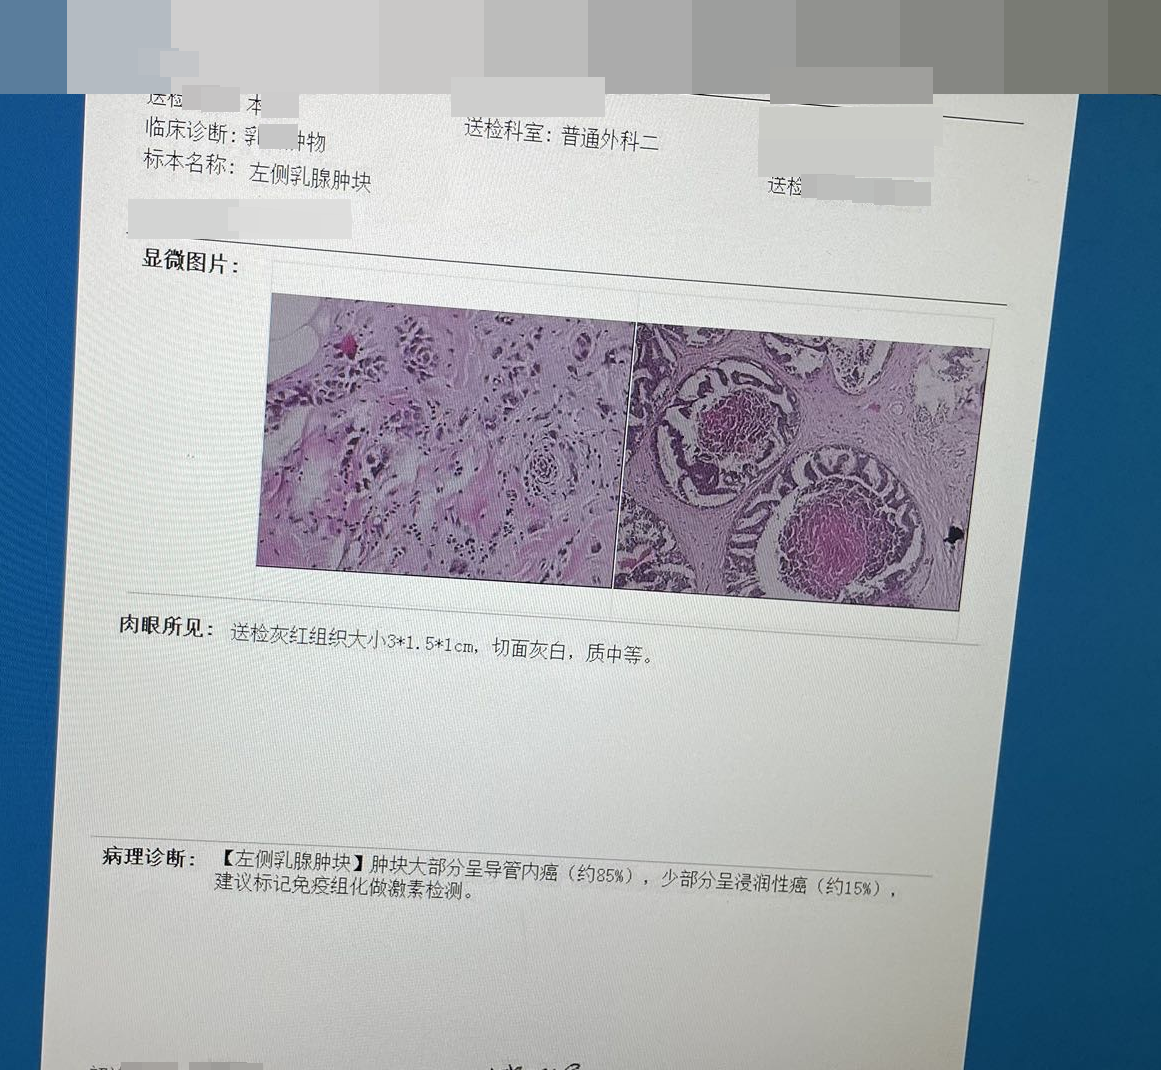 送检 本
临床诊断: 乳 肿物 送检科室: 普通外科二
标本名称: 左侧乳腺肿块 送检
显微图片:
肉眼所见: 送检灰红组织大小3*1.5*1cm, 切面灰白, 质中等。
病理诊断: 【左侧乳腺肿块】肿块大部分呈导管内癌(约85%), 少部分呈浸润性癌(约15%),
建议标记免疫组化做激素检测。